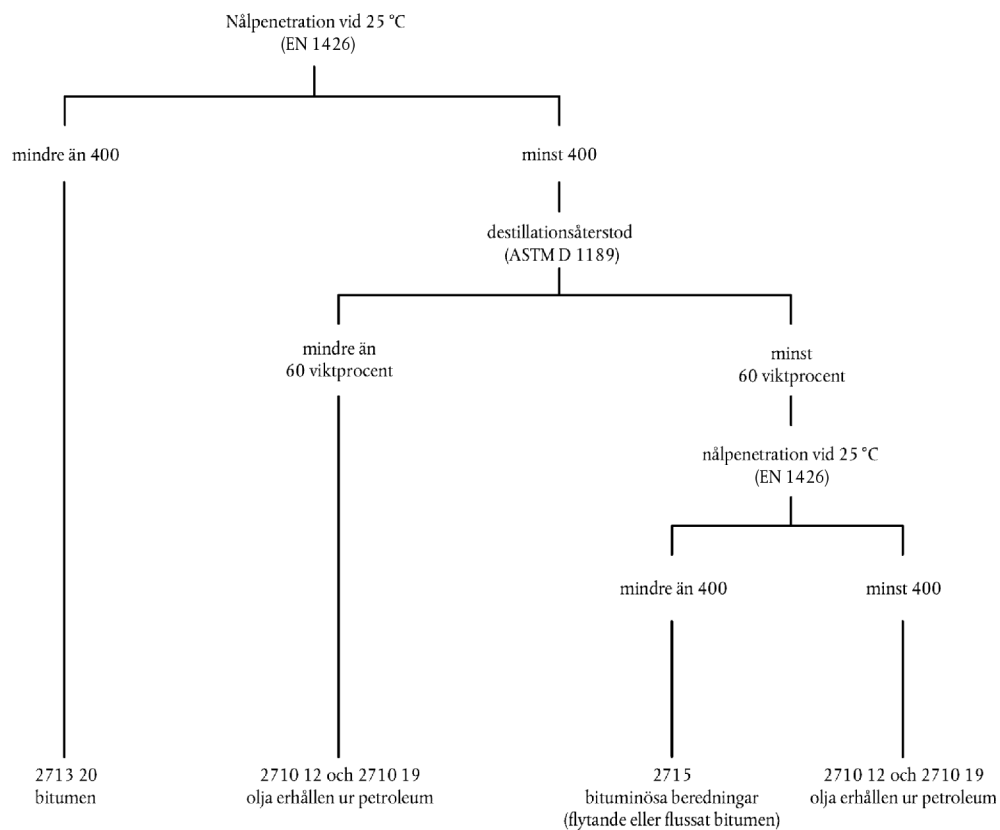 Nålpenetration vid 25 °C
(EN 1426)
mindre än 400
minst 400
destillationsåterstod
(ASTM D 1189)
mindre än
60 viktprocent
minst
60 viktprocent
nålpenetration vid 25 °C
(EN 1426)
mindre än 400
minst 400
2713 20
bitumen
2710 12 och 2710 19
olja erhållen ur petroleum
2715
bituminösa beredningar
(flytande eller flussat bitumen)
2710 12 och 2710 19
olja erhållen ur petroleum